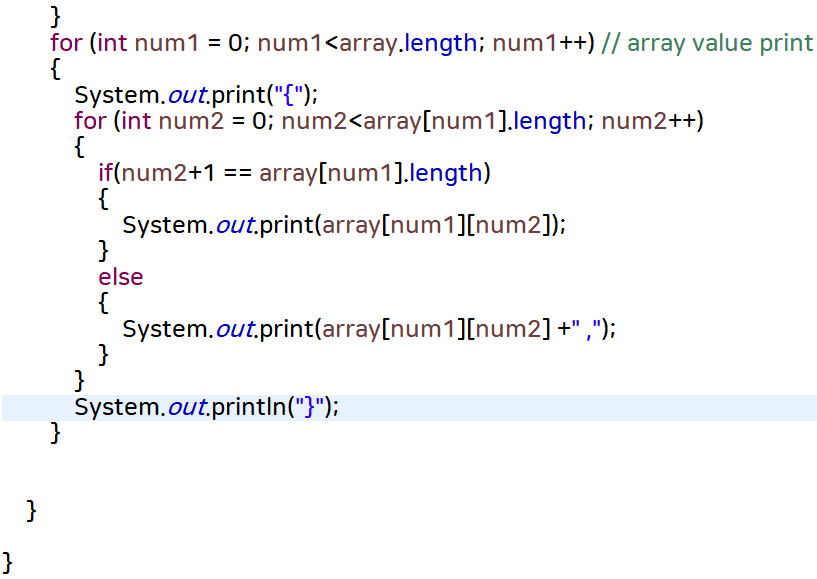 }
for (int num1 = 0; num1<array.length; num1++) // array value print
{
System.out.print("{");
for (int num2 = 0; num2<array[num1].length; num2++)
{
if(num2+1 == array[num1].length)
{
System.out.print(array[num1][num2]);
}
else
{
System.out.print(array[num1][num2] +" ,");
}
}
System.out.println("}");
}
}
}